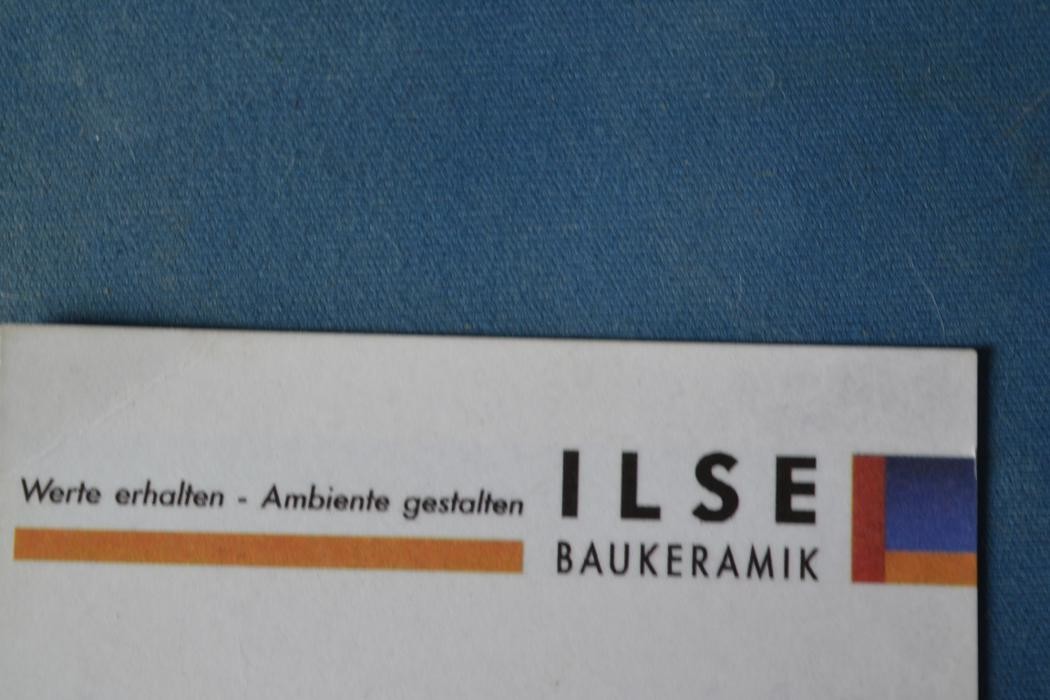 Werte erhalten - Ambiente gestalten
ILSE
BAUKERAMIK